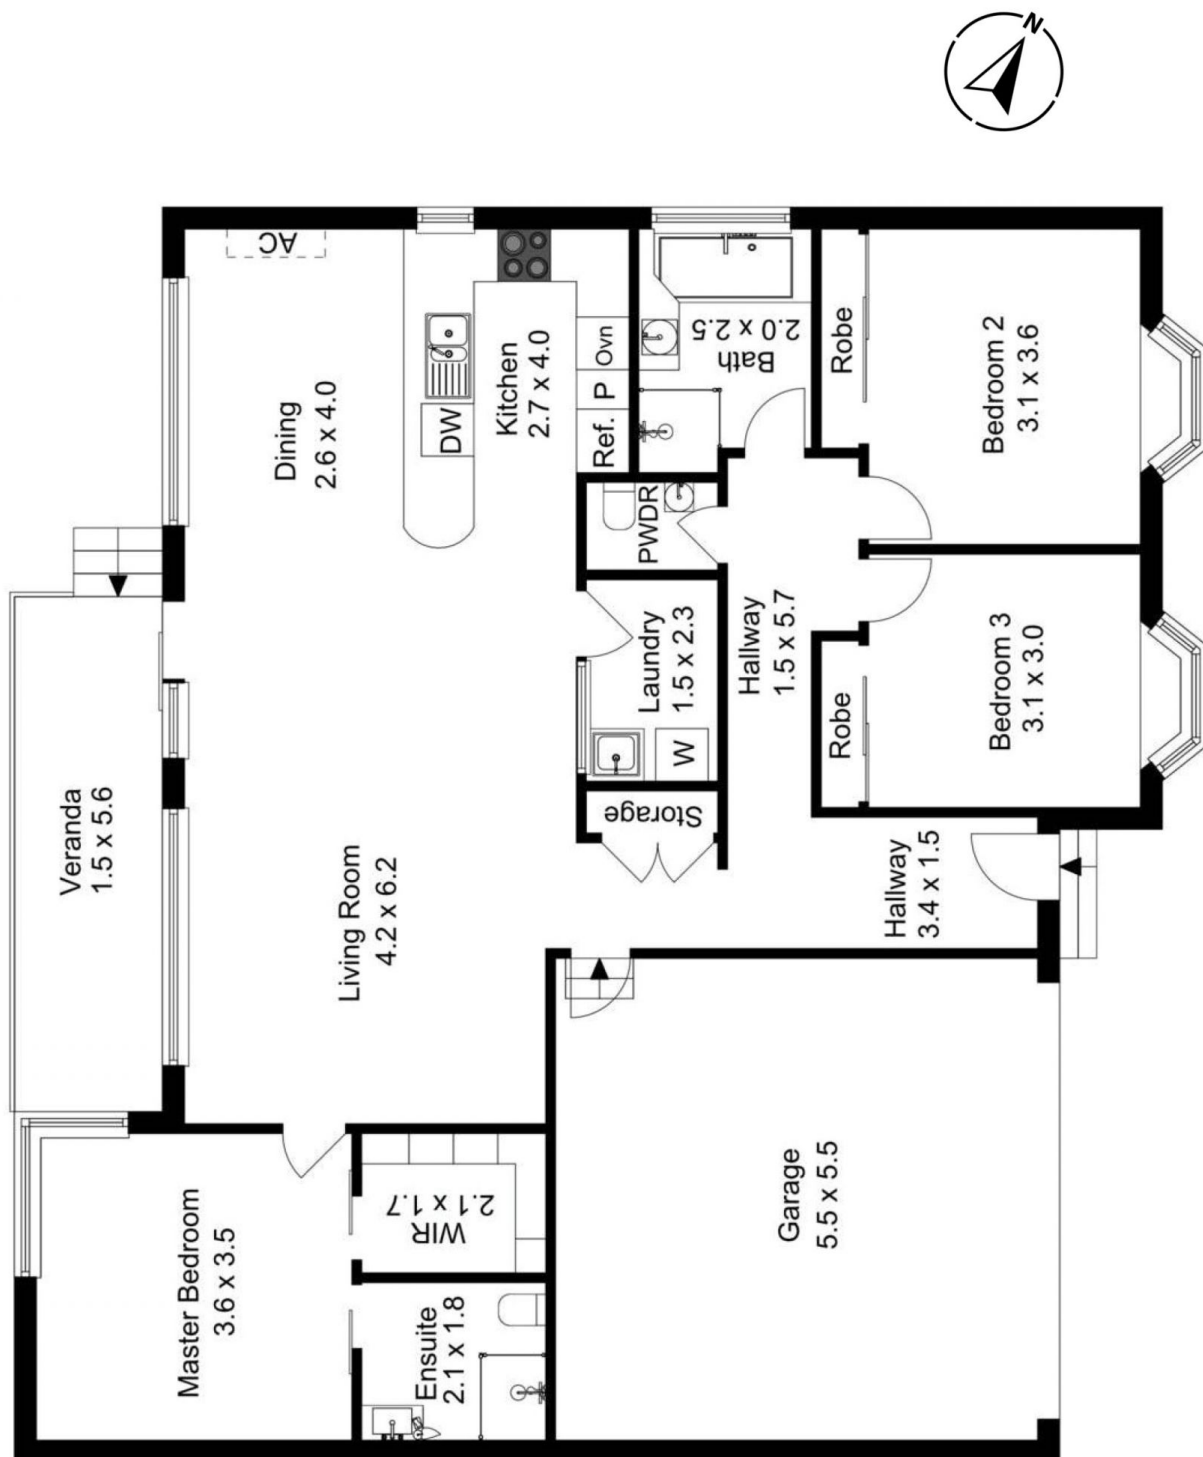 N
AC
Dining
2.6 x 4.0
DW
Kitchen
2.7 x 4.0
Ovn
P
Ref.
Bath
2.0 x 2.5
Robe
Bedroom 2
3.1 x 3.6
PWDR
Laundry
1.5 x 2.3
W
Hallway
1.5 x 5.7
Robe
Bedroom 3
3.1 x 3.0
Storage
Veranda
1.5 x 5.6
Living Room
4.2 x 6.2
Hallway
3.4 x 1.5
Master Bedroom
3.6 x 3.5
WIR
2.1 x 1.7
Ensuite
2.1 x 1.8
Garage
5.5 x 5.5